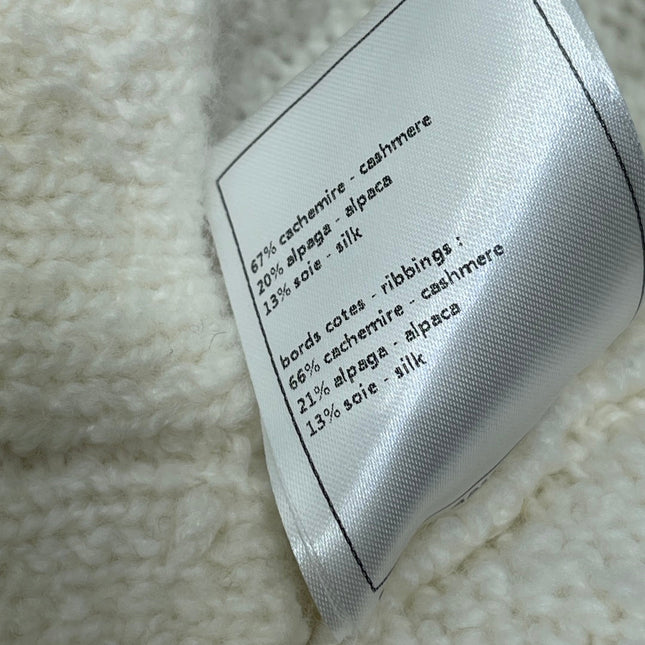 67% cachemire - cashmere
20% alpaga - alpaca
13% soie - silk
bords cotes - ribbings :
66% cachemire - cashmere
21% alpaga - alpaca
13% soie - silk